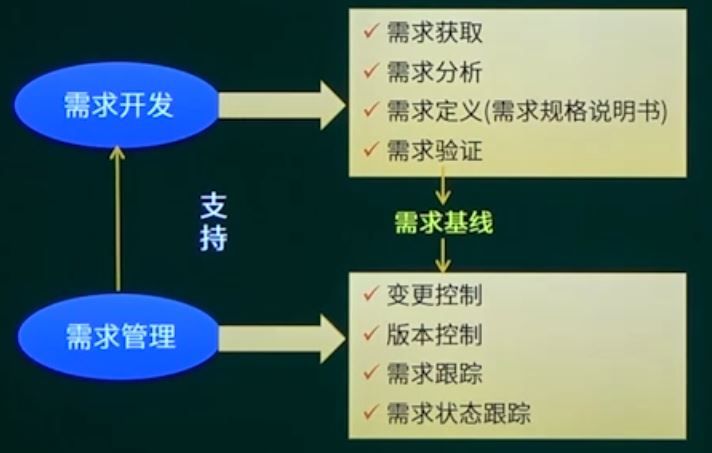 需求开发
需求获取
需求分析
需求定义(需求规格说明书)
需求验证
支
持
需求基线
需求管理
变更控制
版本控制
需求跟踪
需求状态跟踪